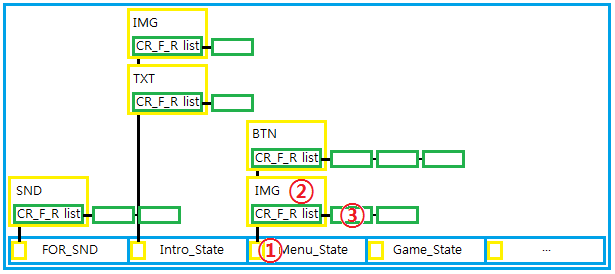 IMG
CR_F_R list
TXT
CR_F_R list
BTN
CR_F_R list
SND
CR_F_R list
IMG ②
CR_F_R list ③
FOR_SND Intro_State ① Menu_State Game_State ...